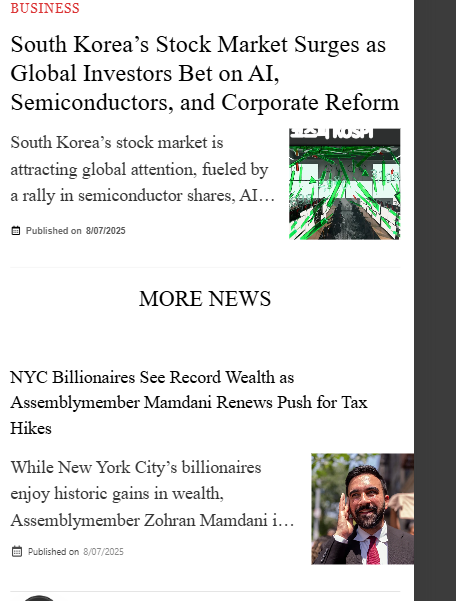 BUSINESS
South Korea’s Stock Market Surges as
Global Investors Bet on AI,
Semiconductors, and Corporate Reform
South Korea’s stock market is
attracting global attention, fueled by
a rally in semiconductor shares, AI…
KOSPI
Published on 8/07/2025
MORE NEWS
NYC Billionaires See Record Wealth as
Assemblymember Mamdani Renews Push for Tax
Hikes
While New York City’s billionaires
enjoy historic gains in wealth,
Assemblymember Zohran Mamdani i…
Published on 8/07/2025